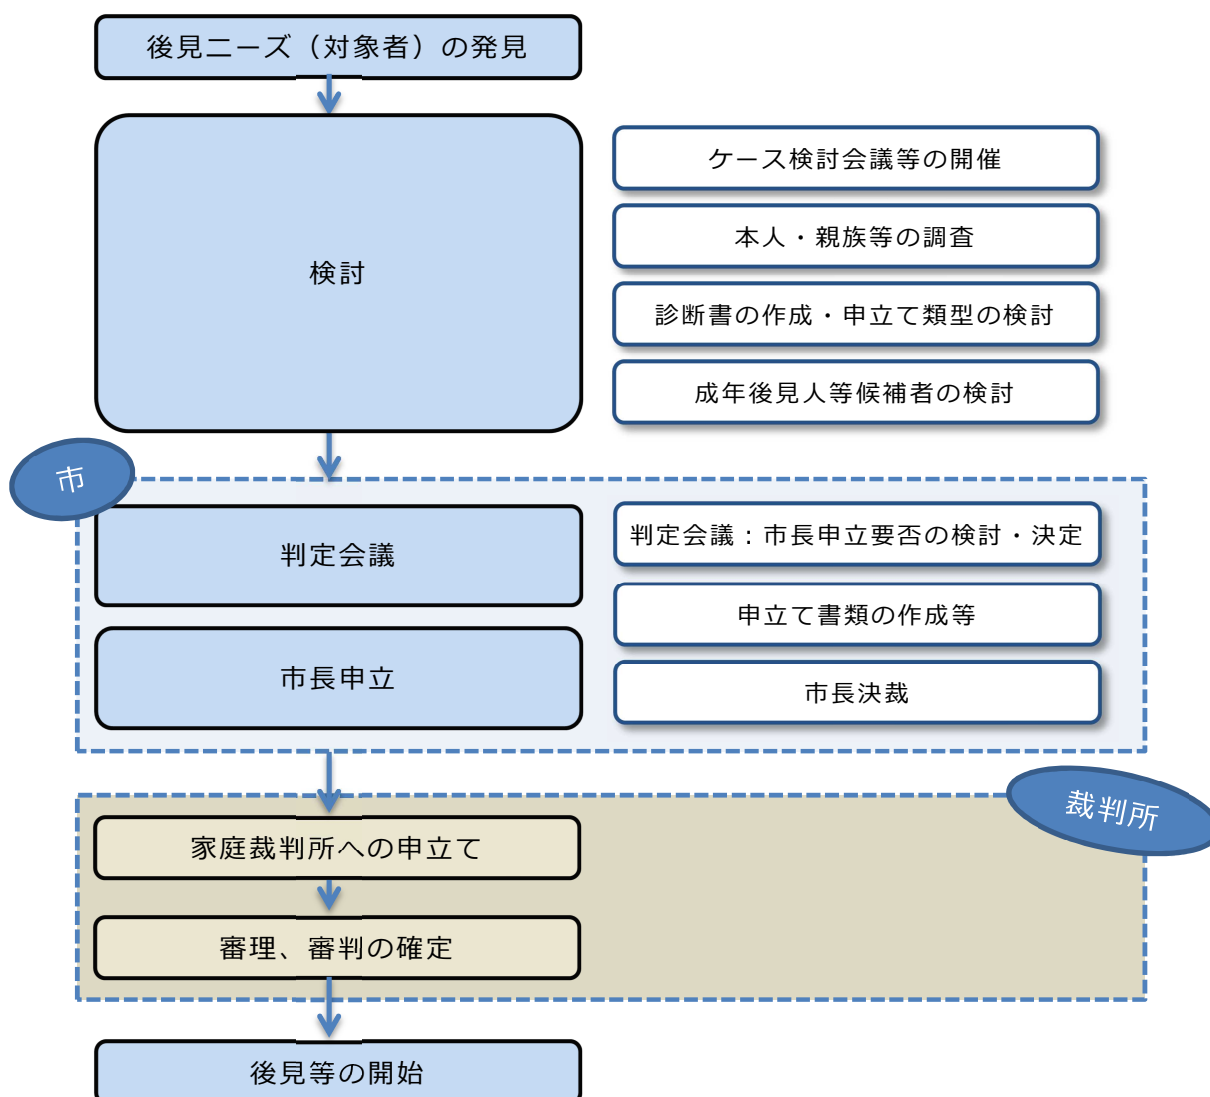 後見ニーズ（対象者）の発見
検討
ケース検討会議等の開催
本人・親族等の調査
診断書の作成・申立て類型の検討
成年後見人等候補者の検討
市
判定会議
判定会議：市長申立要否の検討・決定
申立て書類の作成等
市長申立
市長決裁
裁判所
家庭裁判所への申立て
審理、審判の確定
後見等の開始